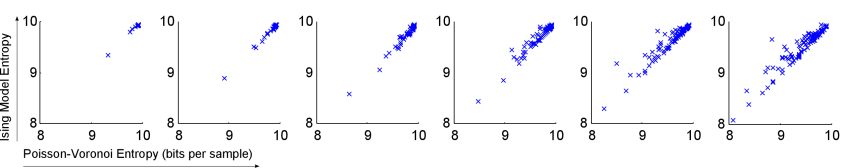 Ising Model Entropy
10 10 10 10 10 10
9 9 9 9 9 9
8 8 8 8 8 8
8 9 10 8 9 10 8 9 10 8 9 10 8 9 10 8 9 10
Poisson-Voronoi Entropy (bits per sample)